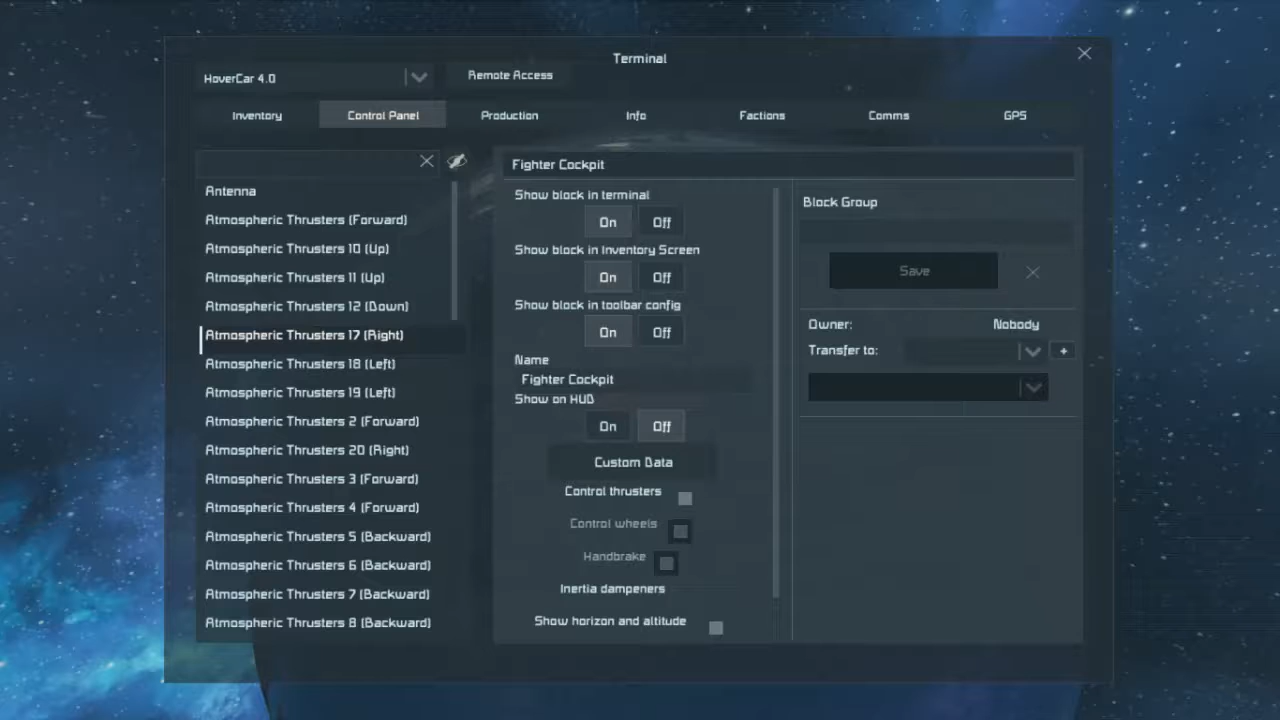 Terminal
HoverCar 4.0
Remote Access
Inventory
Control Panel
Production
Info
Factions
Comms
GPS
Antenna
Atmospheric Thrusters (Forward)
Atmospheric Thrusters 10 (Up)
Atmospheric Thrusters 11 (Up)
Atmospheric Thrusters 12 (Down)
Atmospheric Thrusters 17 (Right)
Atmospheric Thrusters 18 (Left)
Atmospheric Thrusters 19 (Left)
Atmospheric Thrusters 2 (Forward)
Atmospheric Thrusters 20 (Right)
Atmospheric Thrusters 3 (Forward)
Atmospheric Thrusters 4 (Forward)
Atmospheric Thrusters 5 (Backward)
Atmospheric Thrusters 6 (Backward)
Atmospheric Thrusters 7 (Backward)
Atmospheric Thrusters 8 (Backward)
Fighter Cockpit
Show block in terminal
On Off
Show block in Inventory Screen
On Off
Show block in toolbar config
On Off
Name
Fighter Cockpit
Show on HUD
On Off
Custom Data
Control thrusters
Control wheels
Handbrake
Inertia dampeners
Show horizon and altitude
Block Group
Save
Owner: Nobody
Transfer to: